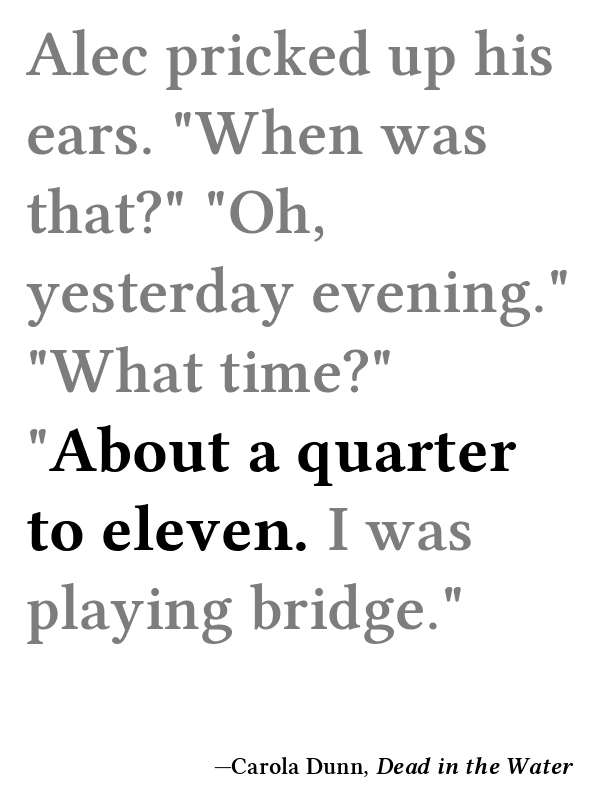 Alec pricked up his
ears. "When was
that?" "Oh,
yesterday evening."
"What time?"
"About a quarter
to eleven. I was
playing bridge."
—Carola Dunn, Dead in the Water